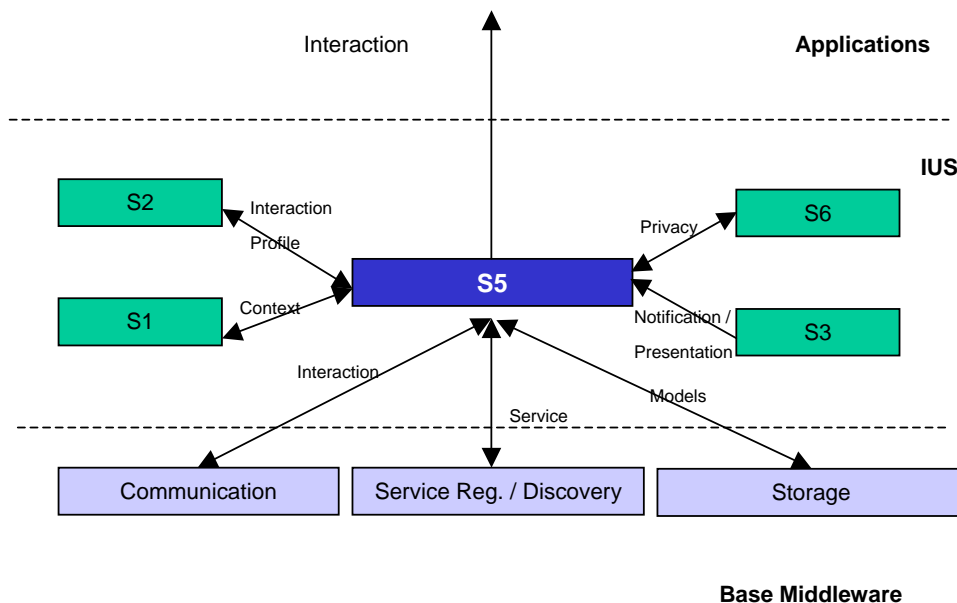 Interaction
Applications
IUS
S2
Interaction
Profile
S6
Privacy
S5
S1
Context
Notification /
Presentation
S3
Interaction
Models
Service
Communication
Service Reg. / Discovery
Storage
Base Middleware